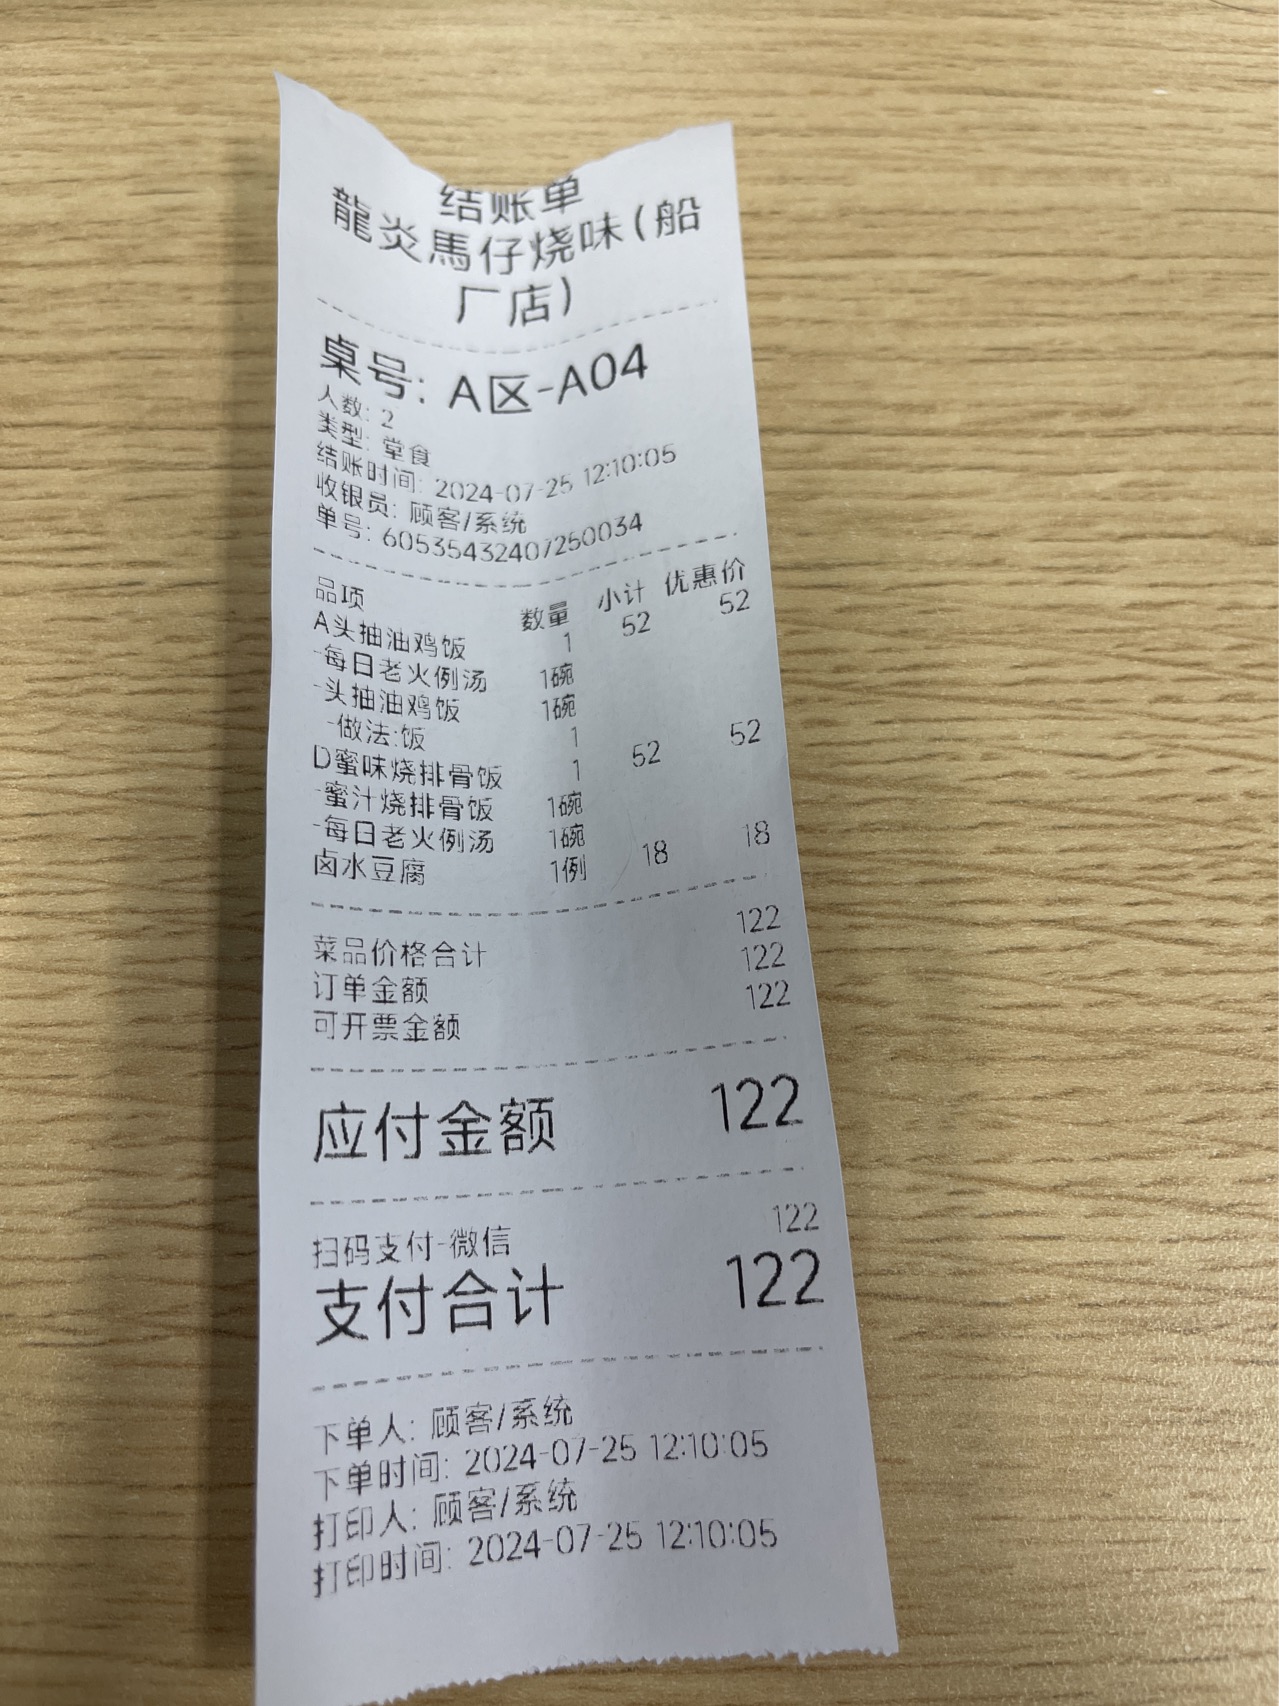 结账单
龍炎馬仔烧味(船
厂店)
桌号: A区-A04
人数: 2
类型: 堂食
结账时间: 2024-07-25 12:10:05
收银员: 顾客/系统
单号: 605354432407250034
品项 数量 小计 优惠价
A头抽油鸡饭 1 52 52
-每日老火例汤 1碗
-头抽油鸡饭 1碗
-做法:饭 1
D蜜味烧排骨饭 1 52 52
-蜜汁烧排骨饭 1碗
-每日老火例汤 1碗
卤水豆腐 1例 18 18
菜品价格合计 122
订单金额 122
可开票金额 122
应付金额 122
扫码支付-微信 122
支付合计 122
下单人: 顾客/系统
下单时间: 2024-07-25 12:10:05
打印人: 顾客/系统
打印时间: 2024-07-25 12:10:05